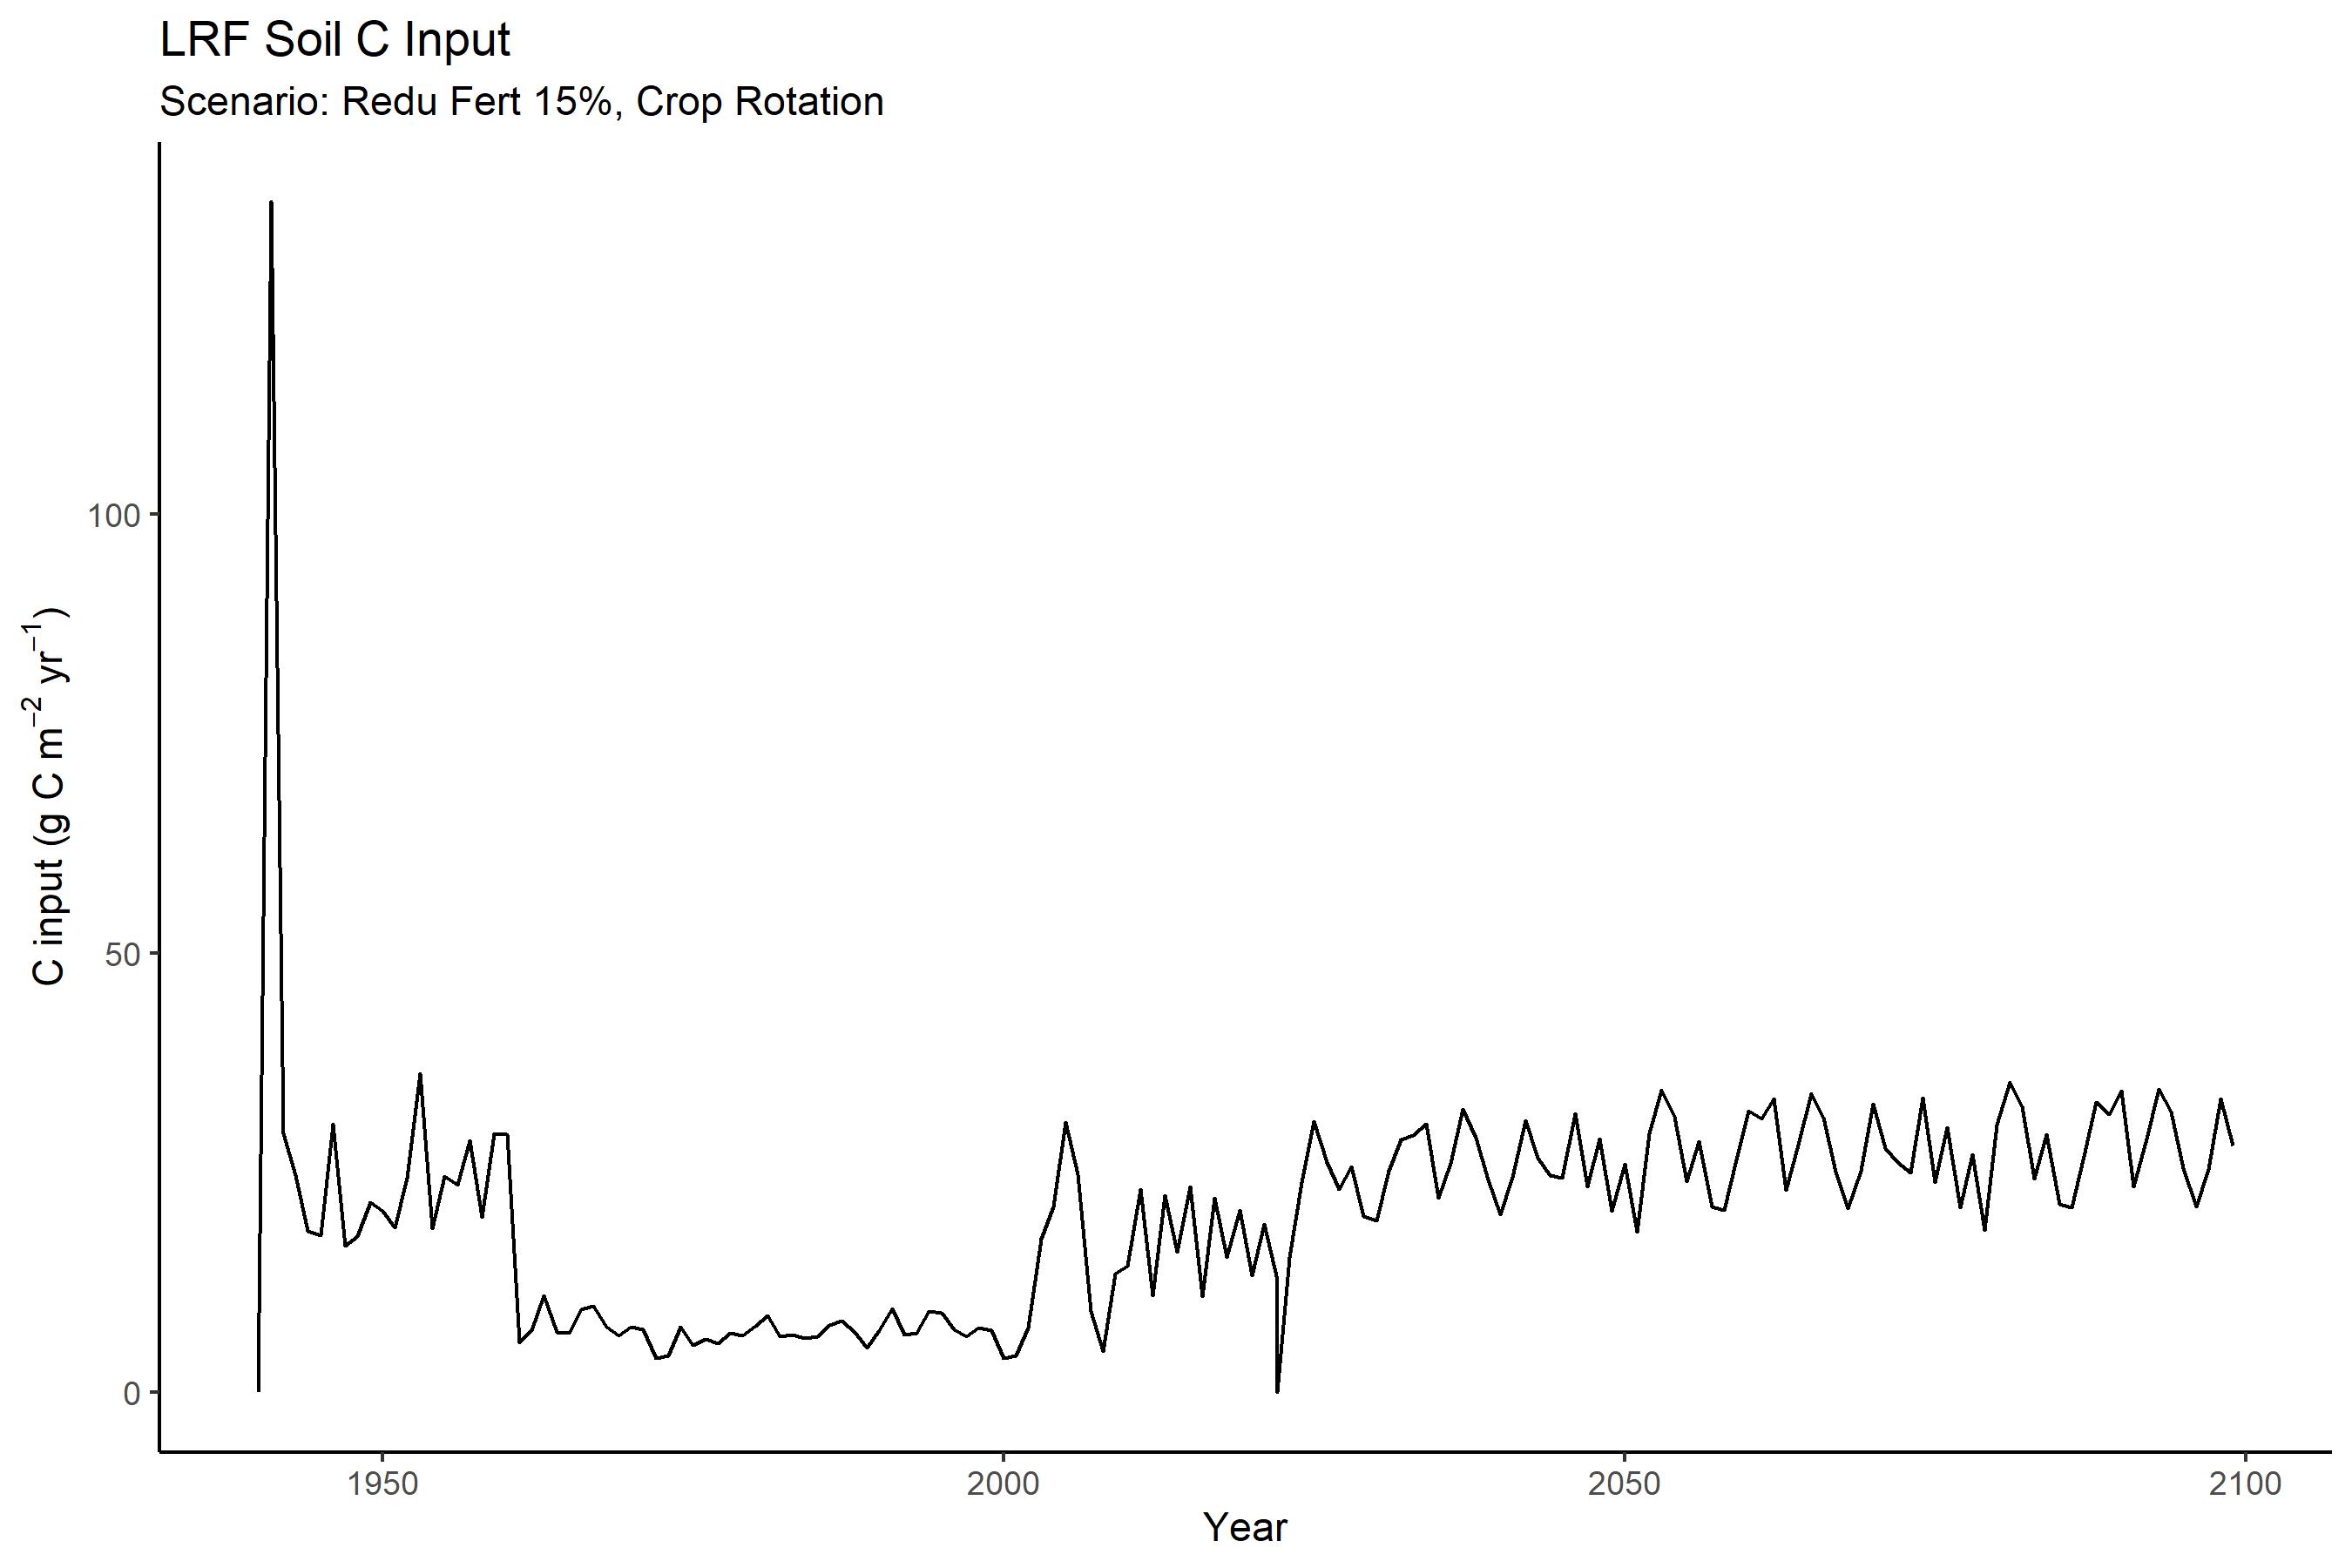 LRF Soil C Input
Scenario: Redu Fert 15%, Crop Rotation
C input (g C m⁻² yr⁻¹)
100
50
0
1950 2000 2050 2100
Year